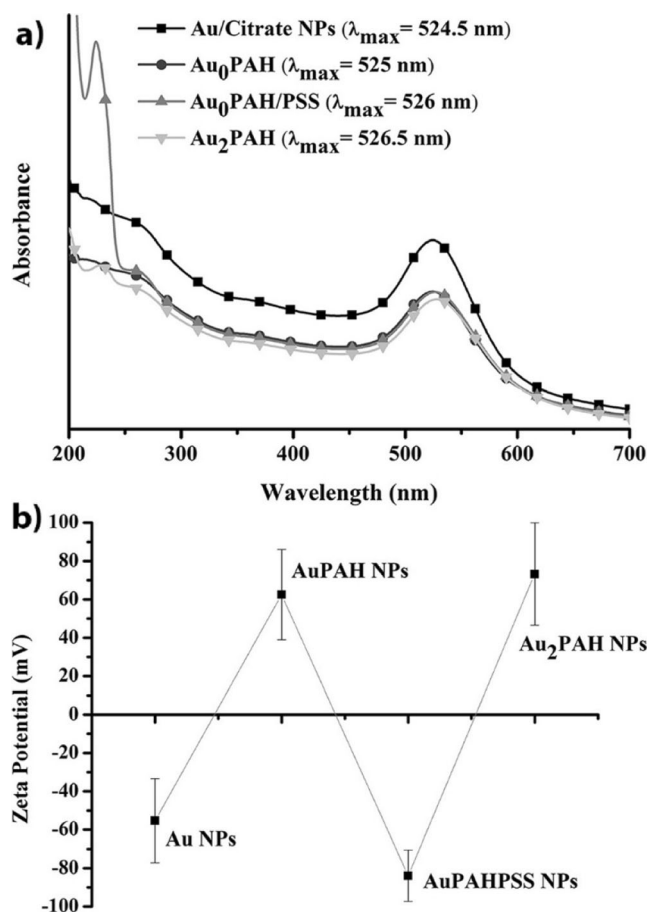 a)
Au/Citrate NPs (λmax= 524.5 nm)
Au0PAH (λmax= 525 nm)
Au0PAH/PSS (λmax= 526 nm)
Au2PAH (λmax= 526.5 nm)
Absorbance
200 300 400 500 600 700
Wavelength (nm)
b)
100
80
60
40
20
0
-20
-40
-60
-80
-100
Zeta Potential (mV)
AuPAH NPs
Au2PAH NPs
Au NPs
AuPAHPSS NPs